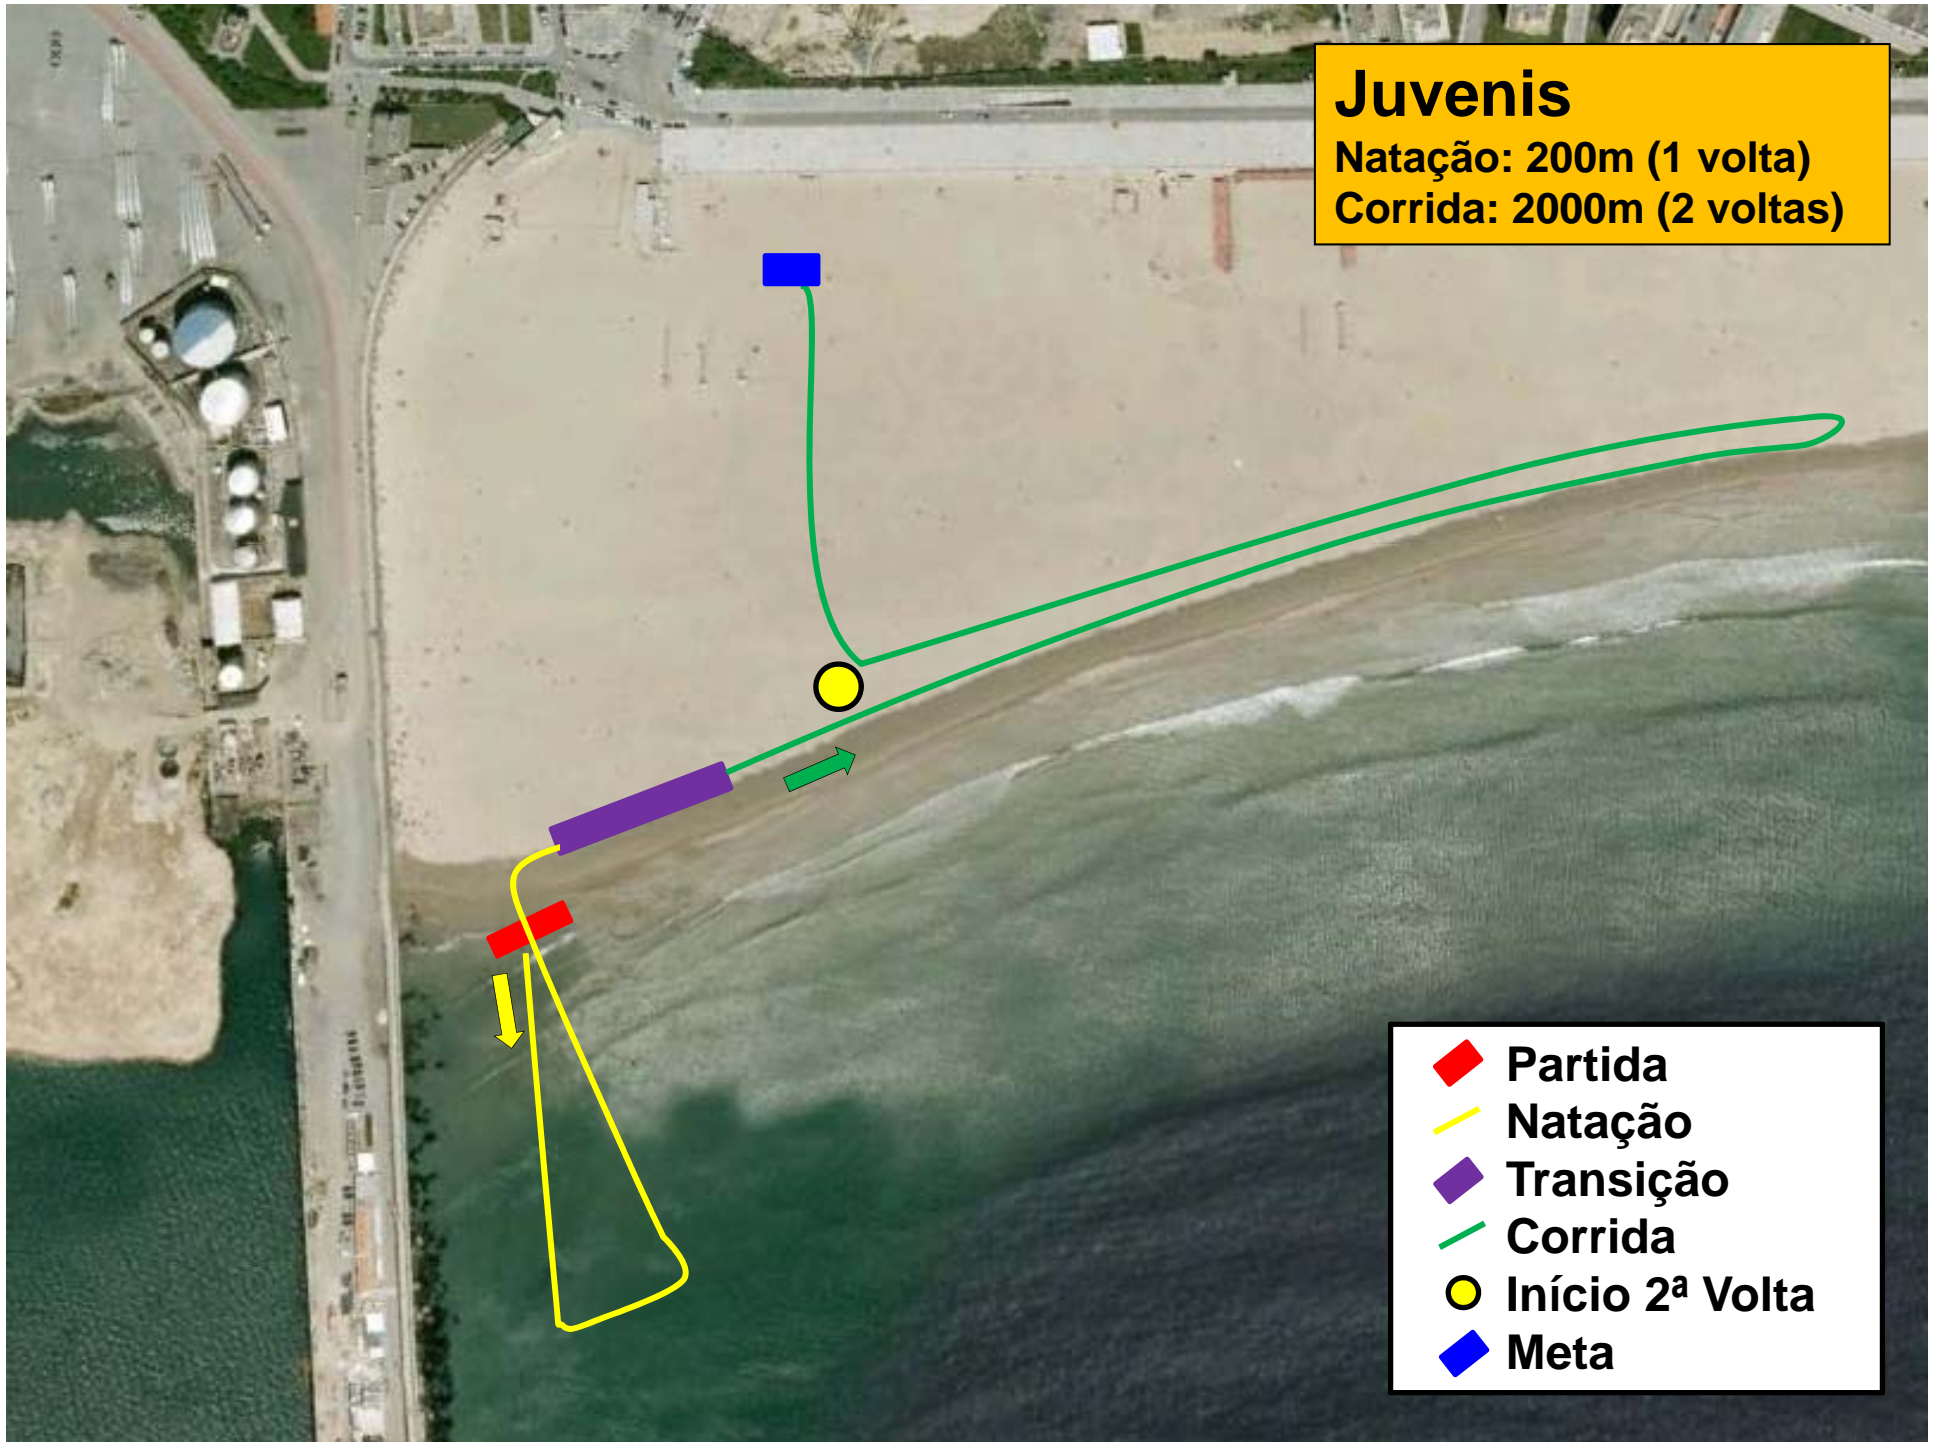 Juvenis
Natação: 200m (1 volta)
Corrida: 2000m (2 voltas)
Partida
Natação
Transição
Corrida
Início 2ª Volta
Meta